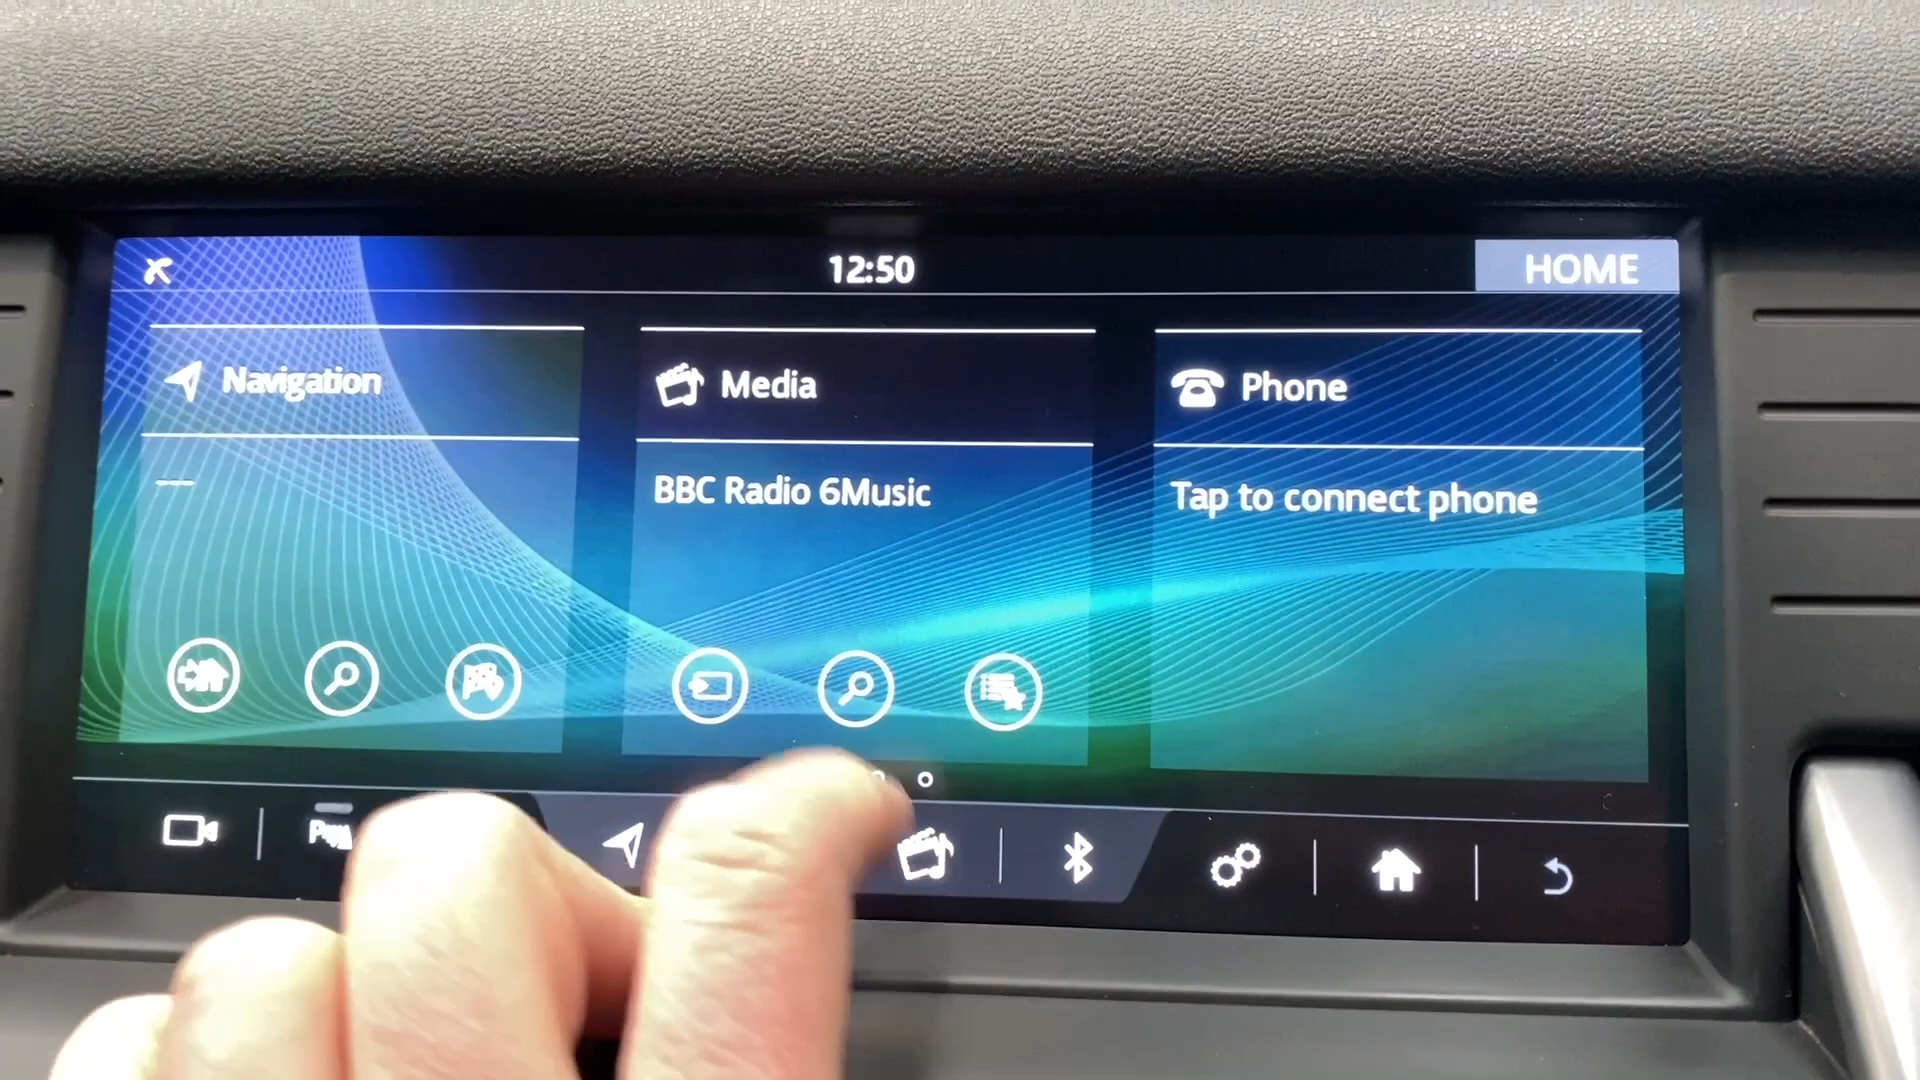 12:50
HOME
Navigation
Media
Phone
---
BBC Radio 6Music
Tap to connect phone